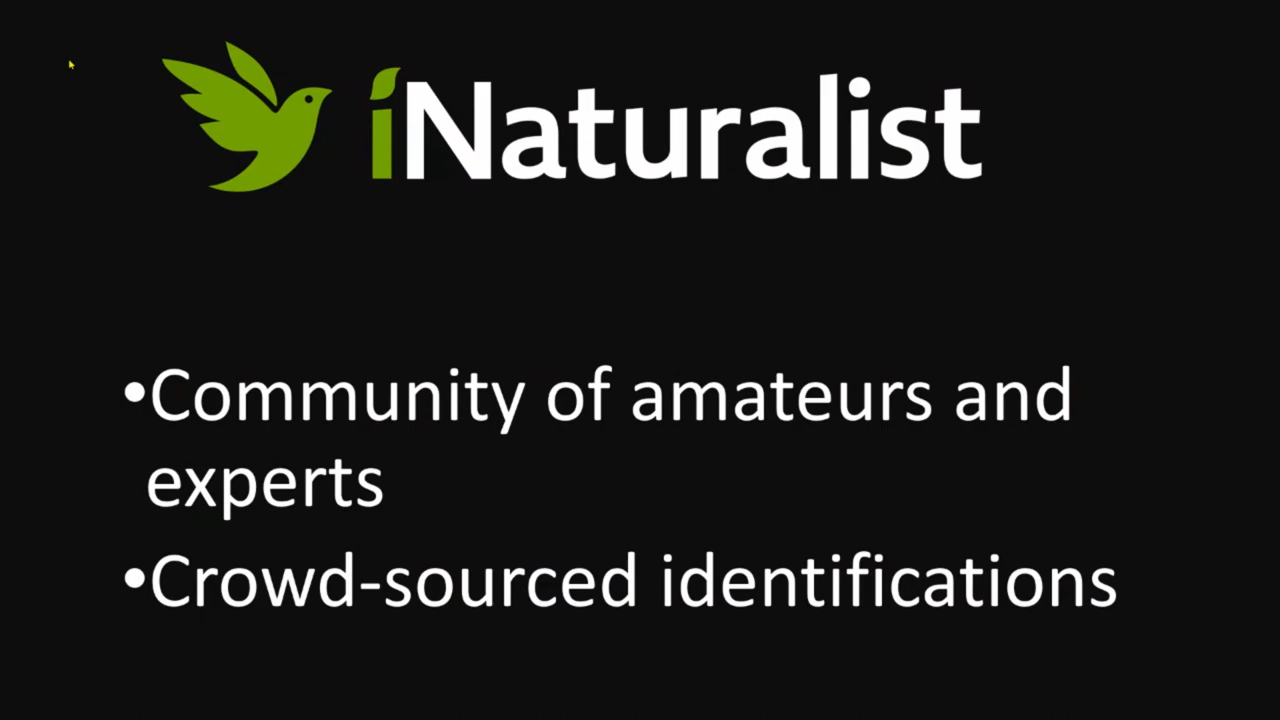 iNaturalist
•Community of amateurs and
experts
•Crowd-sourced identifications